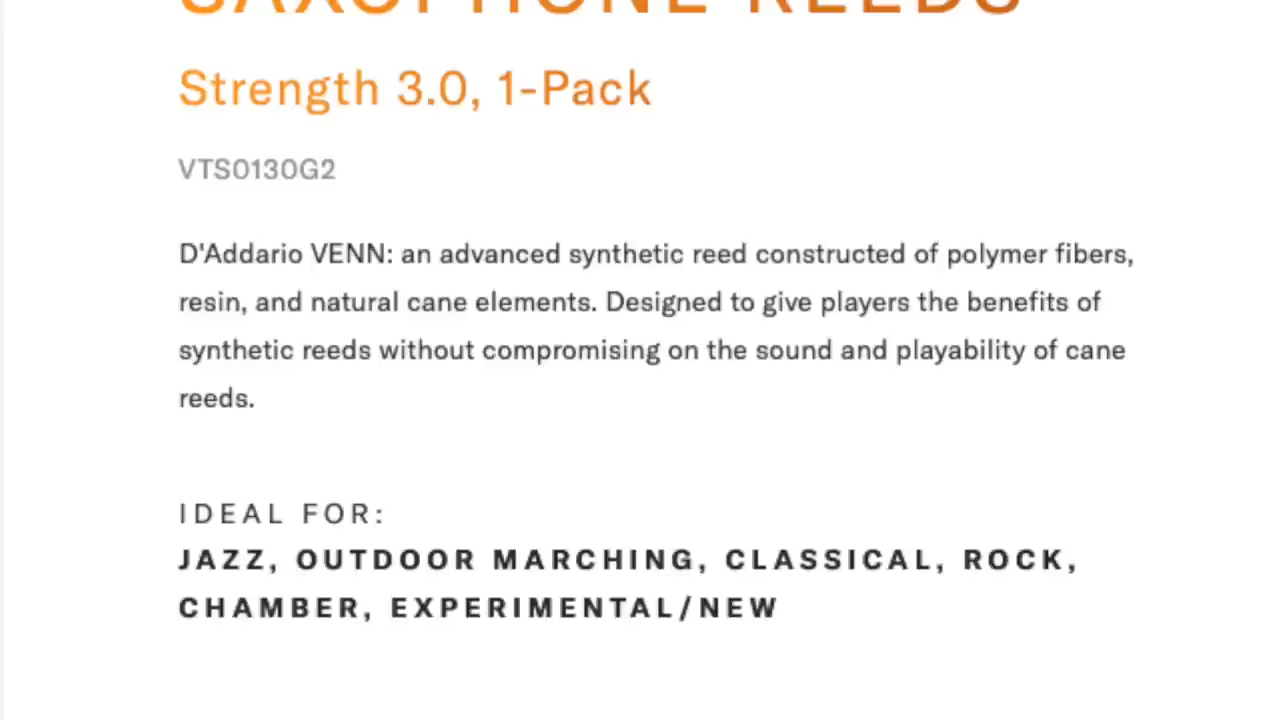 SAXOPHONE REEDS
Strength 3.0, 1-Pack
VTS0130G2
D'Addario VENN: an advanced synthetic reed constructed of polymer fibers,
resin, and natural cane elements. Designed to give players the benefits of
synthetic reeds without compromising on the sound and playability of cane
reeds.
IDEAL FOR:
JAZZ, OUTDOOR MARCHING, CLASSICAL, ROCK,
CHAMBER, EXPERIMENTAL/NEW